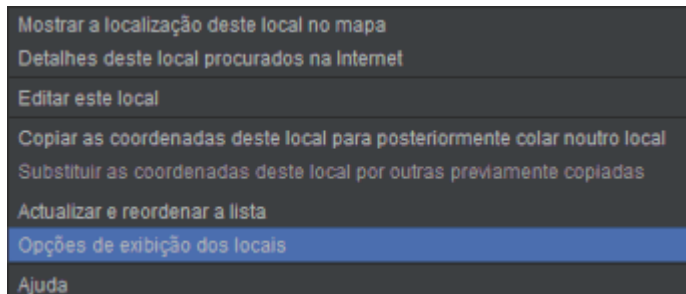 Mostrar a localização deste local no mapa
Detalhes deste local procurados na Internet
Editar este local
Copiar as coordenadas deste local para posteriormente colar noutro local
Substituir as coordenadas deste local por outras previamente copiadas
Actualizar e reordenar a lista
Opções de exibição dos locais
Ajuda